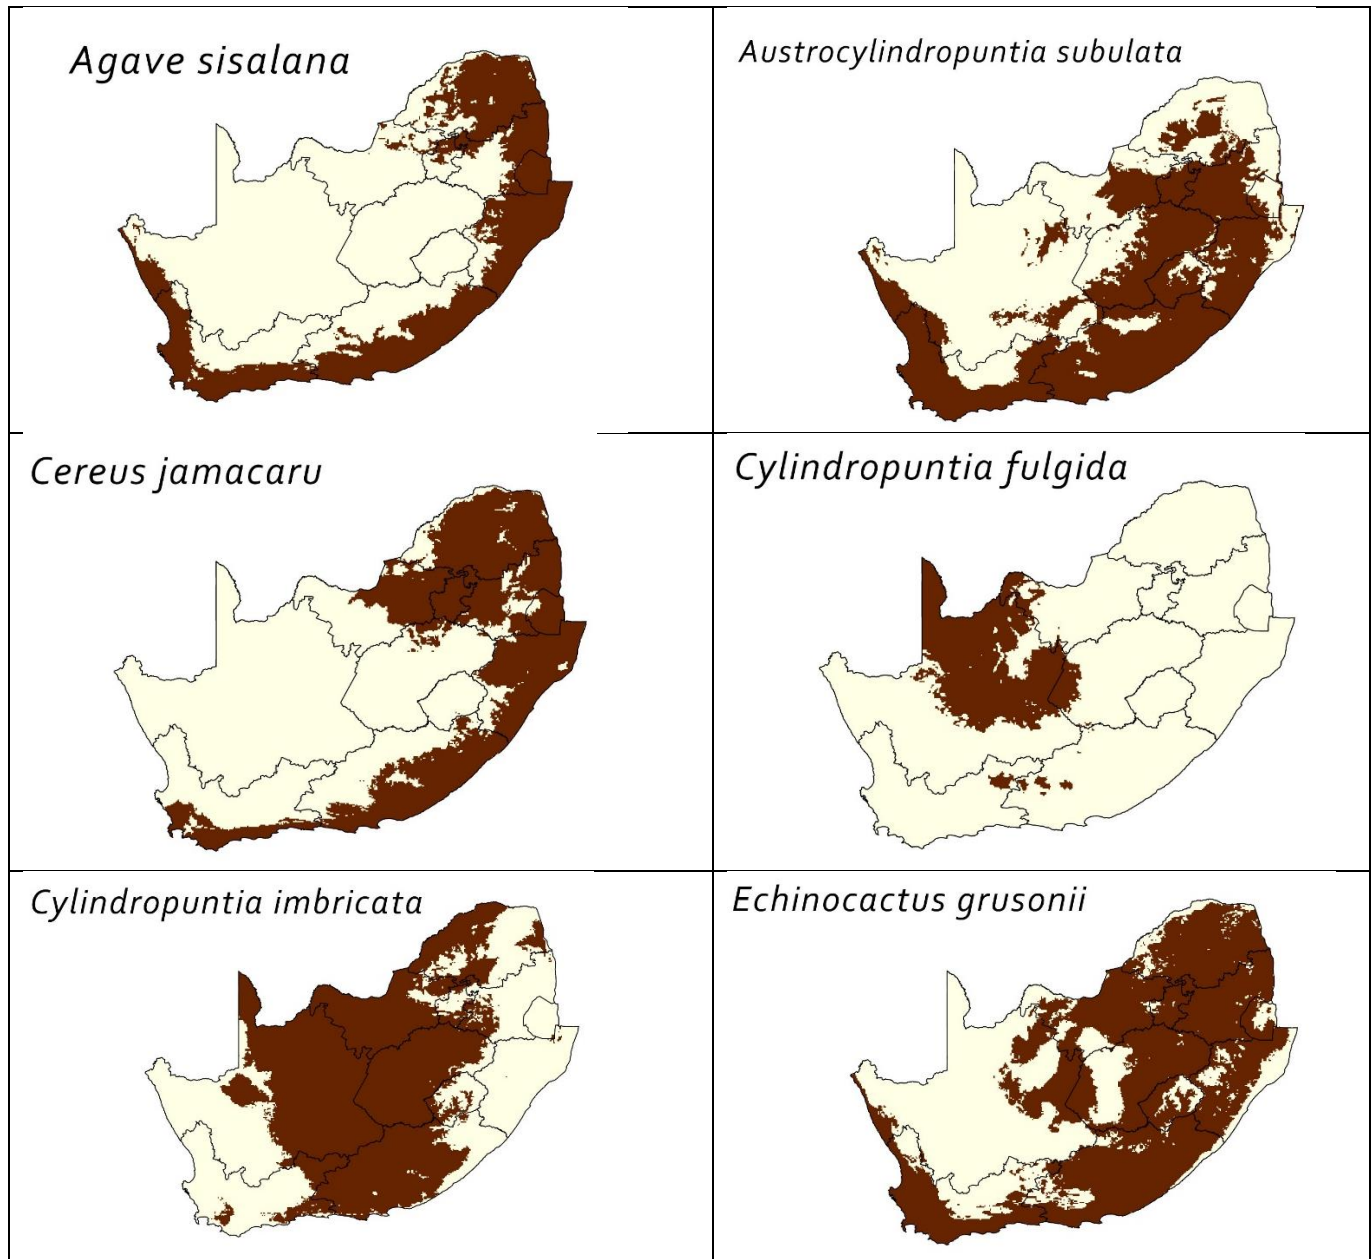 Agave sisalana
Austrocylindropuntia subulata
Cereus jamacaru
Cylindropuntia fulgida
Cylindropuntia imbricata
Echinocactus grusonii